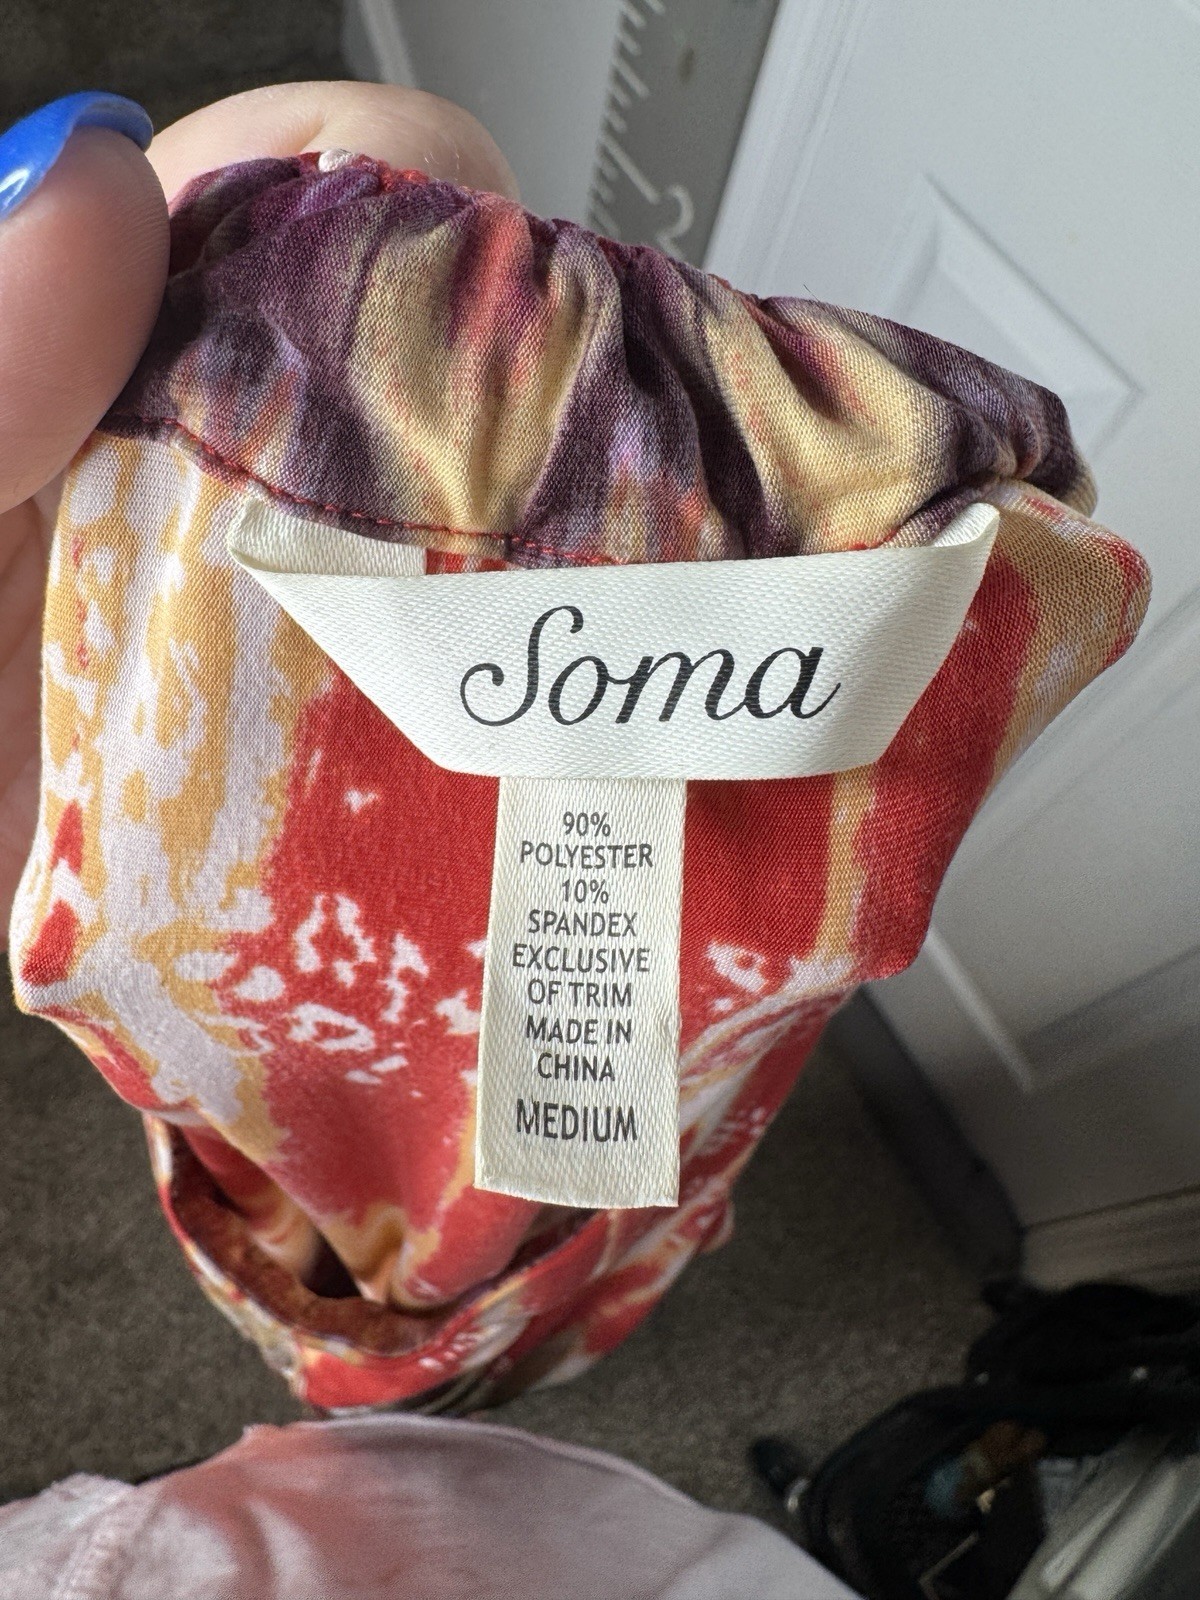 Soma
90%
POLYESTER
10%
SPANDEX
EXCLUSIVE
OF TRIM
MADE IN
CHINA
MEDIUM